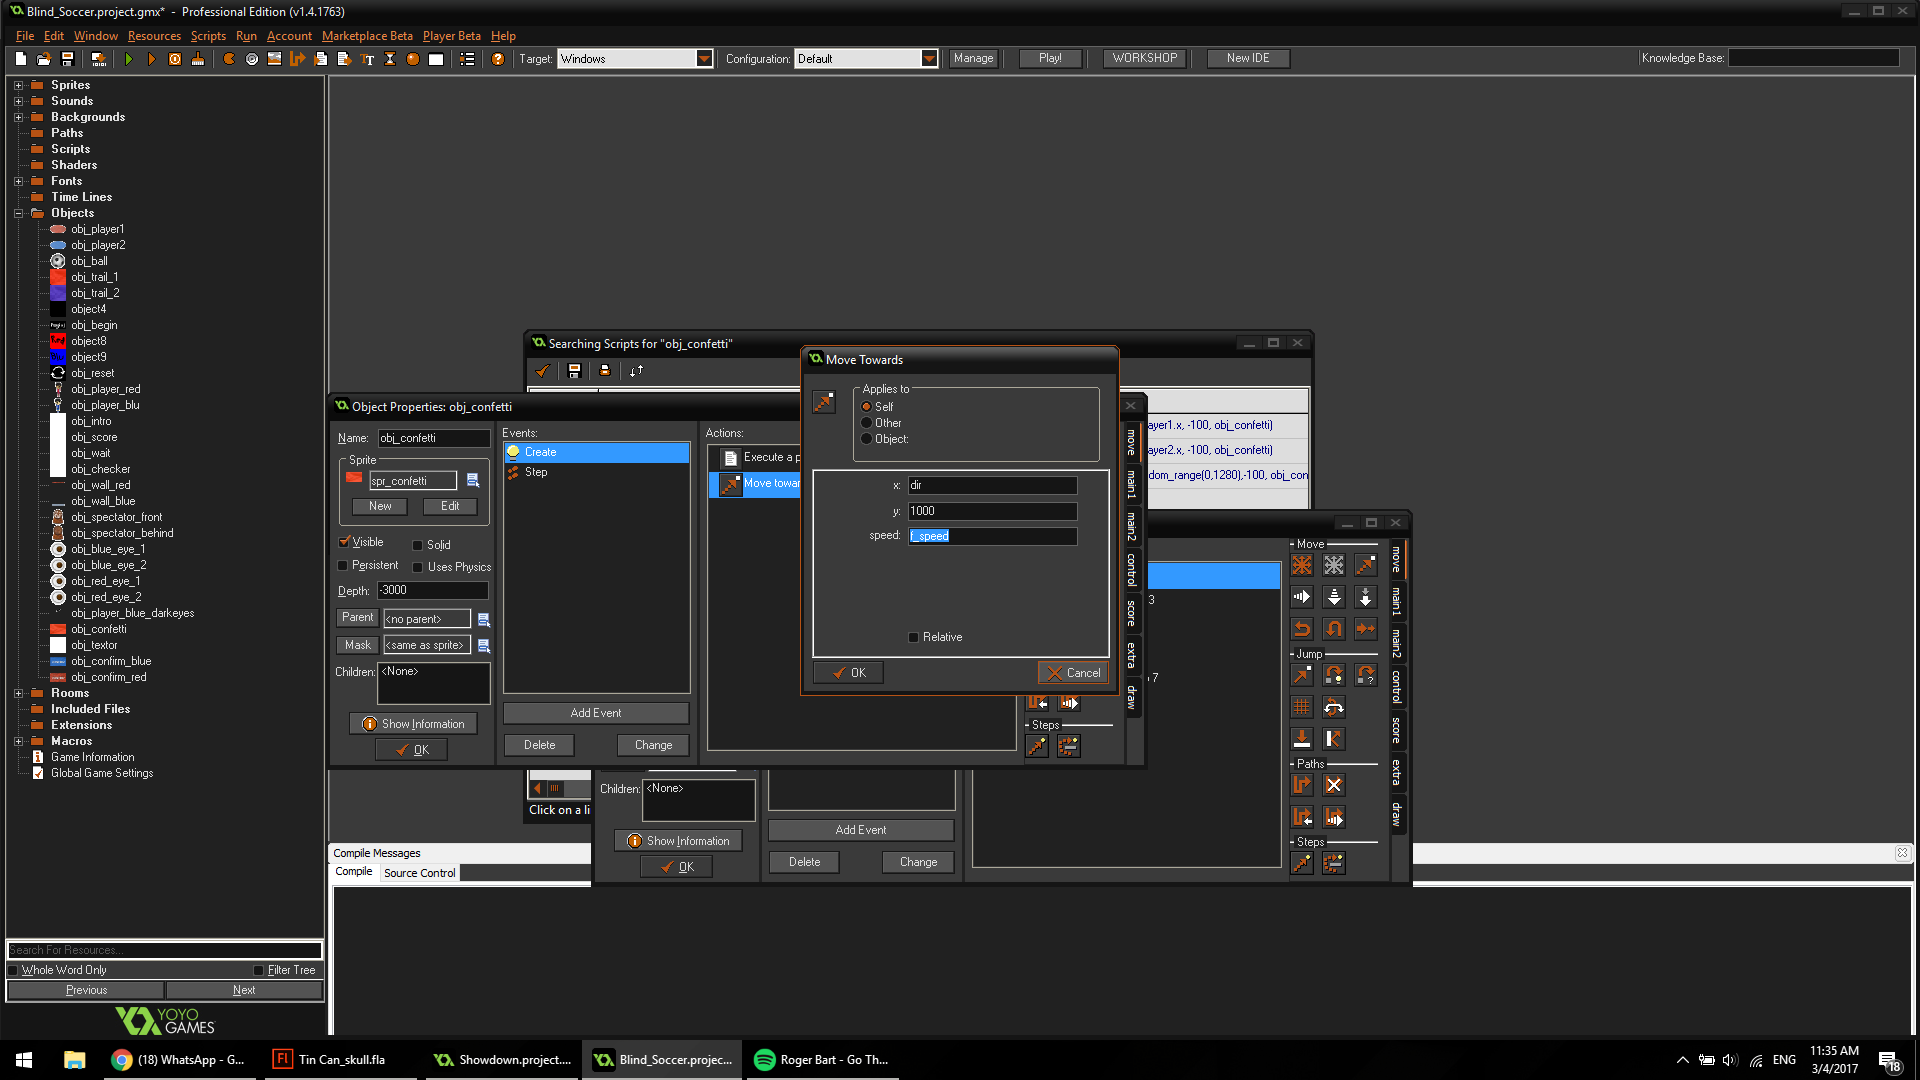 Blind_Soccer.project.gmx* - Professional Edition (v1.4.1763)
File Edit Window Resources Scripts Run Account Marketplace Beta Player Beta Help
Target: Windows Configuration: Default Manage Play! WORKSHOP New IDE Knowledge Base:
Sprites
Sounds
Backgrounds
Paths
Scripts
Shaders
Fonts
Time Lines
Objects
obj_player1
obj_player2
obj_ball
obj_trail_1
obj_trail_2
object4
obj_begin
object8
object9
obj_reset
obj_player_red
obj_player_blu
obj_intro
obj_score
obj_wait
obj_checker
obj_wall_red
obj_wall_blue
obj_spectator_front
obj_spectator_behind
obj_blue_eye_1
obj_blue_eye_2
obj_red_eye_1
obj_red_eye_2
obj_player_blue_darkeyes
obj_confetti
obj_textor
obj_confirm_blue
obj_confirm_red
Rooms
Included Files
Extensions
Macros
Game Information
Global Game Settings
Search For Resources...
Whole Word Only Filter Tree
Previous Next
YOYO
GAMES
Searching Scripts for "obj_confetti"
ayer1.x, -100, obj_confetti)
ayer2.x, -100, obj_confetti)
dom_range(0,1280),-100, obj_con
Click on a li
Object Properties: obj_confetti
Name: obj_confetti
Sprite
spr_confetti
New Edit
Visible Solid
Persistent Uses Physics
Depth: -3000
Parent <no parent>
Mask <same as sprite>
Children: <None>
Show Information
OK
Events:
Create
Step
Add Event
Delete Change
Actions:
Execute a p
Move towar
Steps
move
main1
main2
control
score
extra
draw
Move Towards
Applies to
Self
Other
Object:
x: dir
y: 1000
speed: f_speed
Relative
OK Cancel
3
7
Children: <None>
Show Information
OK
Add Event
Delete Change
Move
Jump
Paths
Steps
move
main1
main2
control
score
extra
draw
Compile Messages
Compile Source Control
(18) WhatsApp - G...
Tin Can_skull.fla
Showdown.project....
Blind_Soccer.projec...
Roger Bart - Go Th...
ENG
11:35 AM
3/4/2017
18